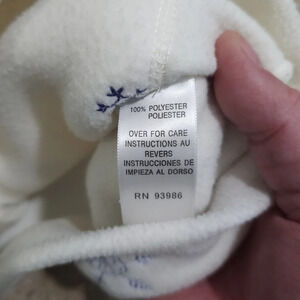 100% POLYESTER
POLIESTER
OVER FOR CARE
INSTRUCTIONS AU
REVERS
INSTRUCCIONES DE
IMPIEZA AL DORSO
RN 93986